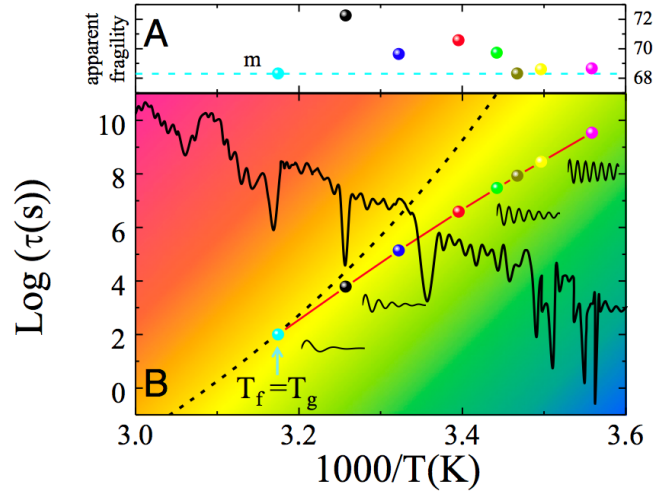 A
apparent
fragility
m
72
70
68
B
Log (τ(s))
10
8
6
4
2
0
T_f =T_g
3.0 3.2 3.4 3.6
1000/T(K)